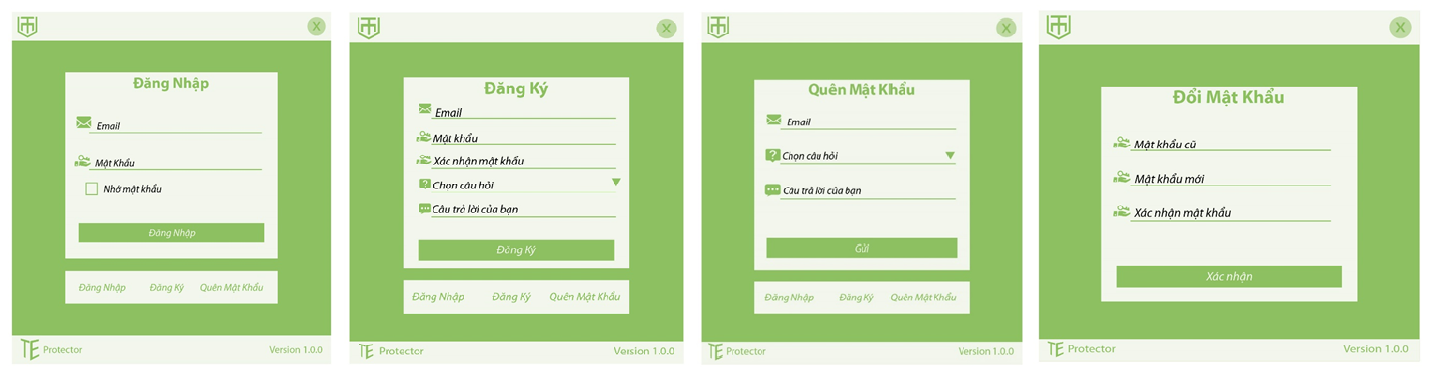 X
Đăng Nhập
Email
Mật Khẩu
Nhớ mật khẩu
Đăng Nhập
Đăng Nhập Đăng Ký Quên Mật Khẩu
TE Protector Version 1.0.0
X
Đăng Ký
Email
Mật khẩu
Xác nhận mật khẩu
Chọn câu hỏi
Câu trả lời của bạn
Đăng Ký
Đăng Nhập Đăng Ký Quên Mật Khẩu
TE Protector Version 1.0.0
X
Quên Mật Khẩu
Email
Chọn câu hỏi
Câu trả lời của bạn
Gửi
Đăng Nhập Đăng Ký Quên Mật Khẩu
TE Protector Version 1.0.0
X
Đổi Mật Khẩu
Mật khẩu cũ
Mật khẩu mới
Xác nhận mật khẩu
Xác nhận
TE Protector Version 1.0.0